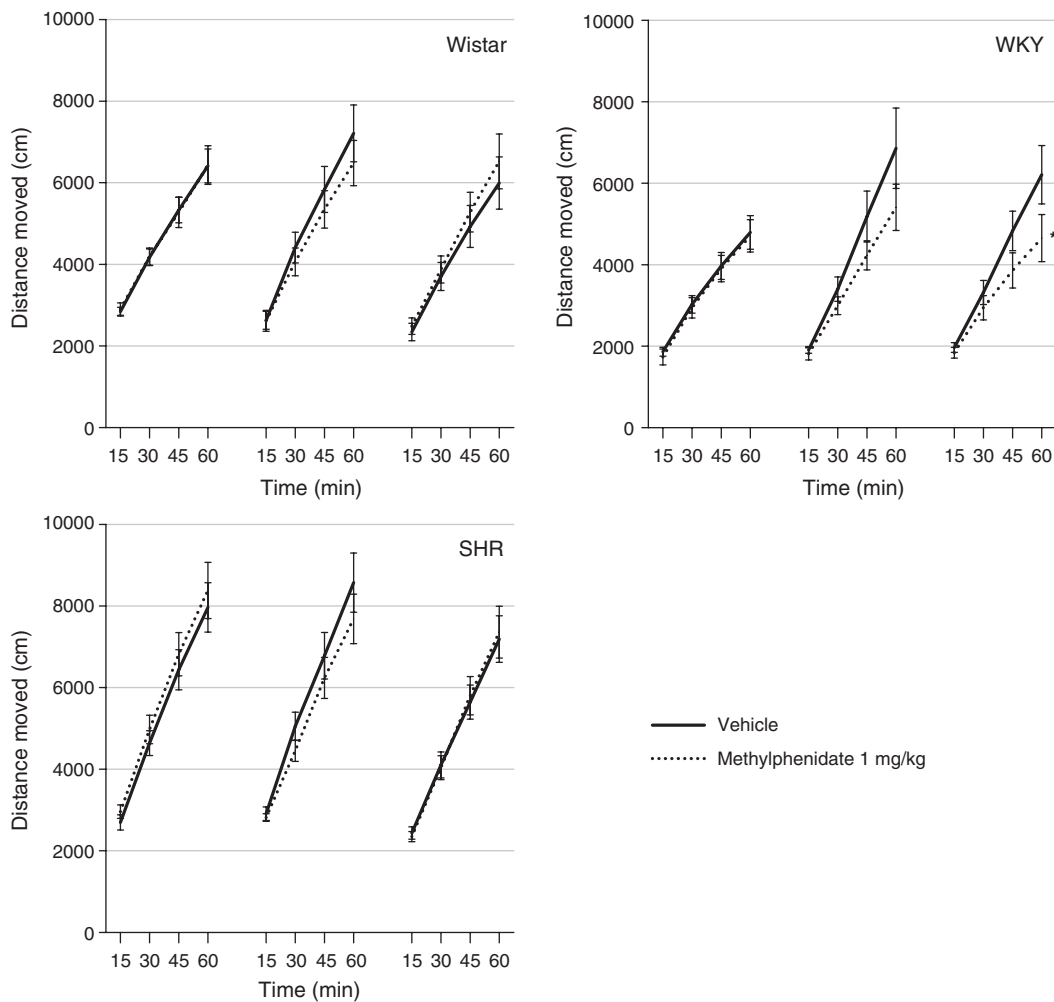 Wistar
Distance moved (cm)
10000
8000
6000
4000
2000
0
15 30 45 60 15 30 45 60 15 30 45 60
Time (min)
WKY
Distance moved (cm)
10000
8000
6000
4000
2000
0
15 30 45 60 15 30 45 60 15 30 45 60
Time (min)
*
SHR
Distance moved (cm)
10000
8000
6000
4000
2000
0
15 30 45 60 15 30 45 60 15 30 45 60
Time (min)
Vehicle
Methylphenidate 1 mg/kg